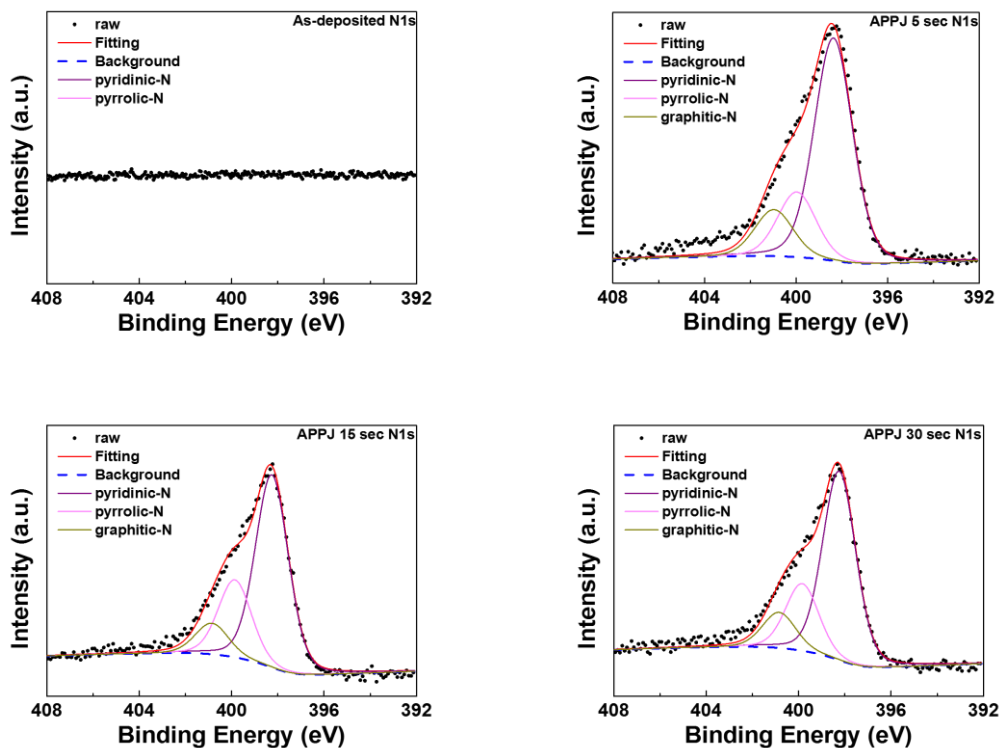 As-deposited N1s
raw
Fitting
Background
pyridinic-N
pyrrolic-N
Intensity (a.u.)
408 404 400 396 392
Binding Energy (eV)
APPJ 5 sec N1s
raw
Fitting
Background
pyridinic-N
pyrrolic-N
graphitic-N
Intensity (a.u.)
408 404 400 396 392
Binding Energy (eV)
APPJ 15 sec N1s
raw
Fitting
Background
pyridinic-N
pyrrolic-N
graphitic-N
Intensity (a.u.)
408 404 400 396 392
Binding Energy (eV)
APPJ 30 sec N1s
raw
Fitting
Background
pyridinic-N
pyrrolic-N
graphitic-N
Intensity (a.u.)
408 404 400 396 392
Binding Energy (eV)